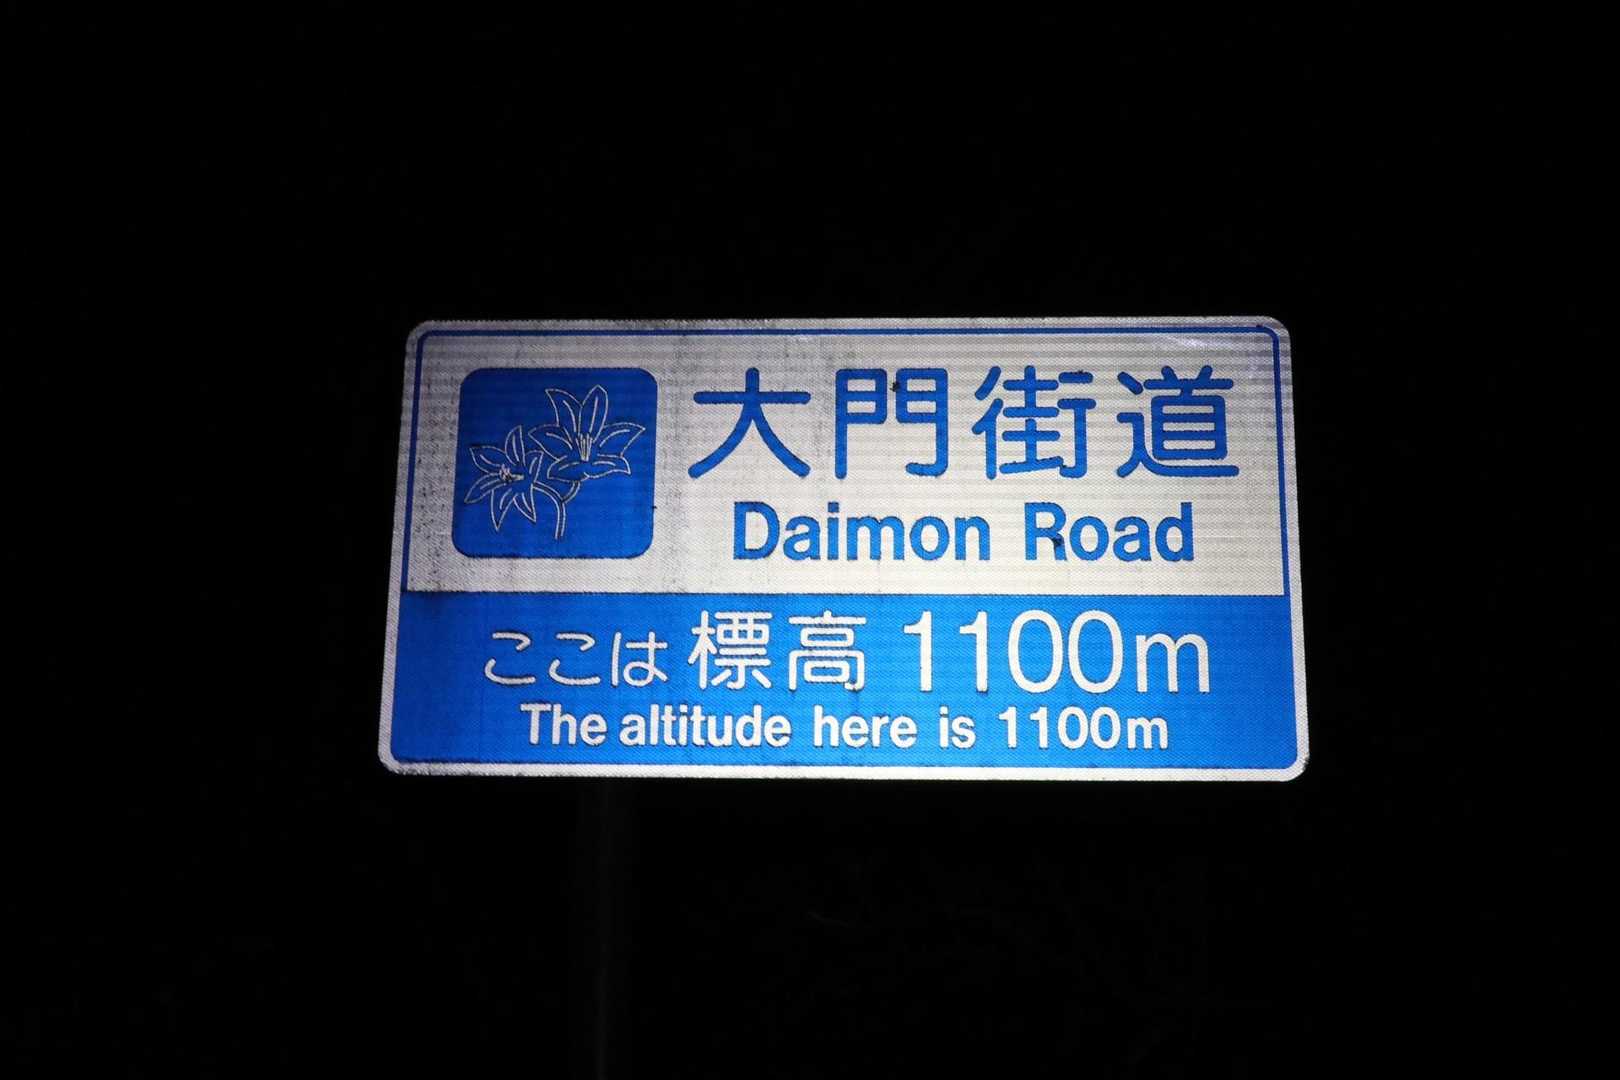 大門街道
Daimon Road
ここは標高1100m
The altitude here is 1100m